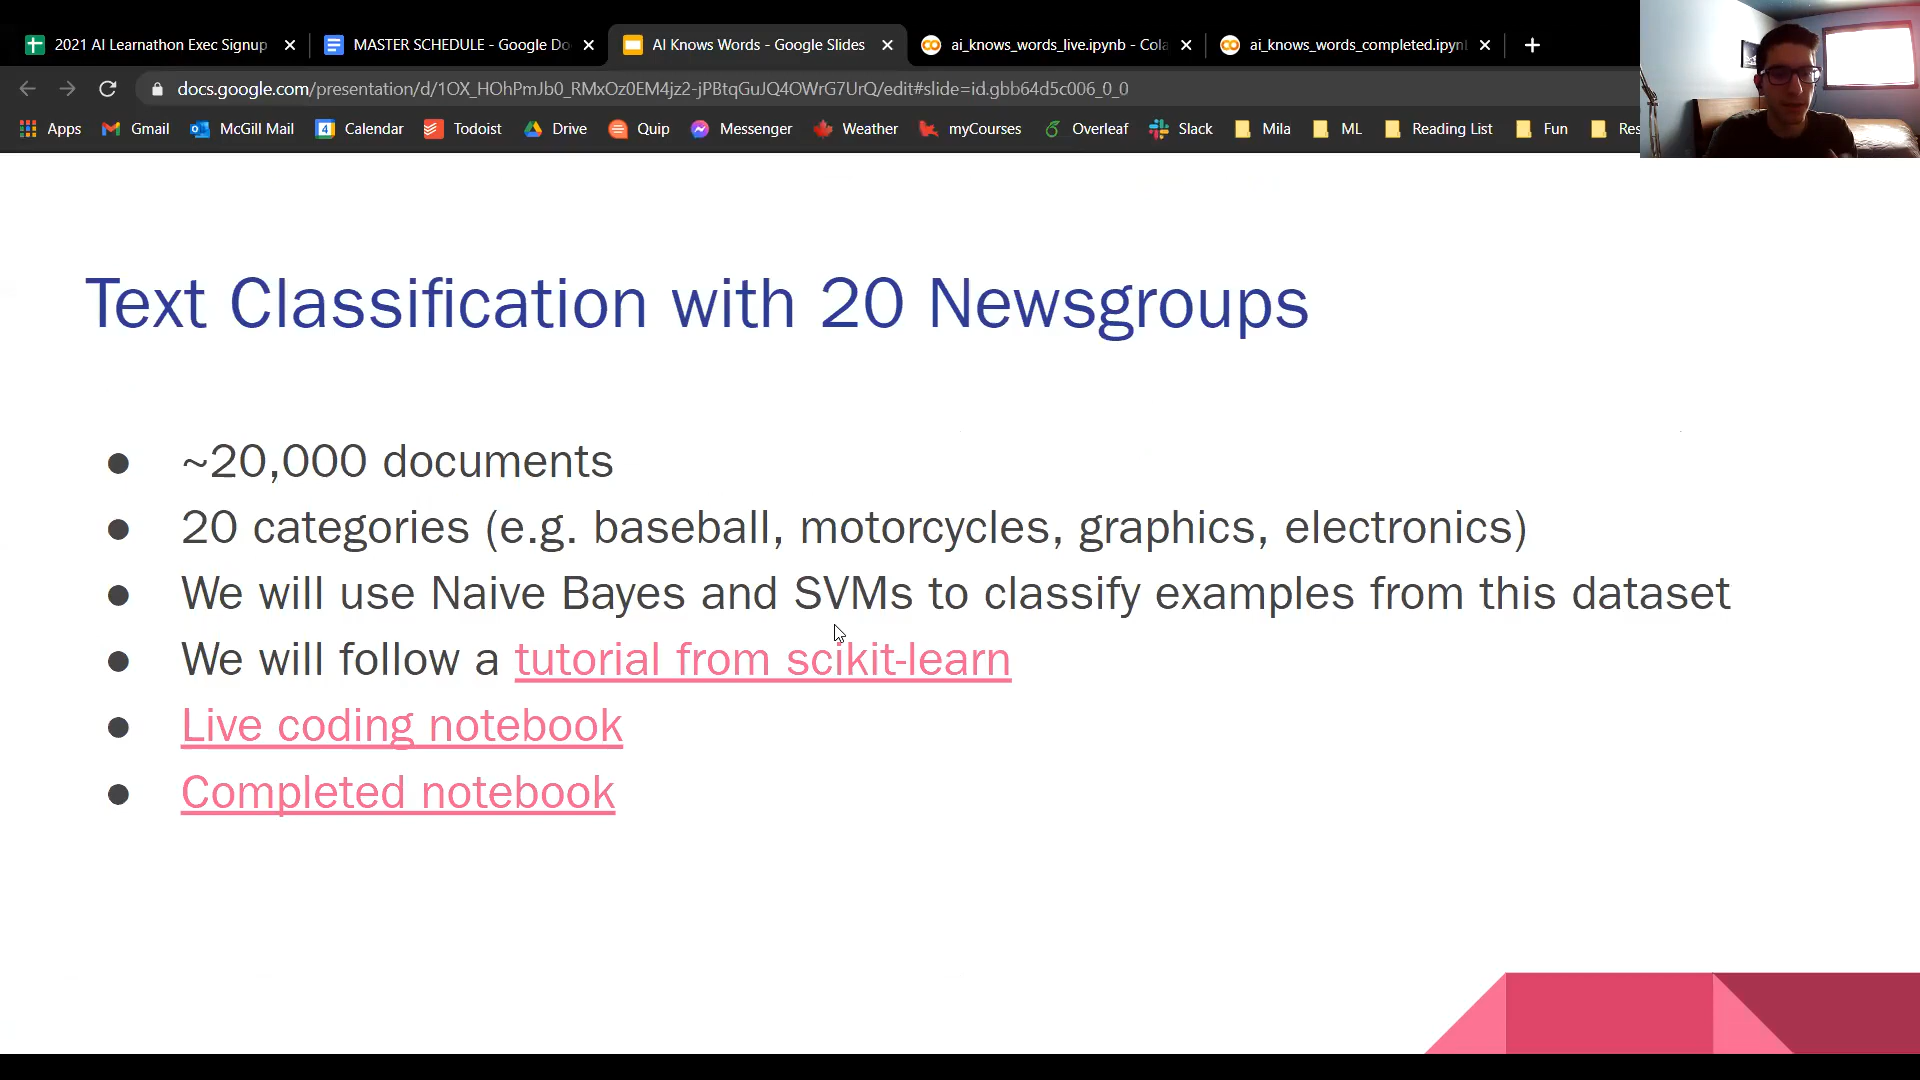 2021 AI Learnathon Exec Signup
MASTER SCHEDULE - Google Do
AI Knows Words - Google Slides
ai_knows_words_live.ipynb - Cola
ai_knows_words_completed.ipyn
docs.google.com/presentation/d/1OX_HOhPmJb0_RMxOz0EM4jz2-jPBtqGuJQ4OWrG7UrQ/edit#slide=id.gbb64d5c006_0_0
Apps Gmail McGill Mail Calendar Todoist Drive Quip Messenger Weather myCourses Overleaf Slack Mila ML Reading List Fun Res
Text Classification with 20 Newsgroups
● ~20,000 documents
● 20 categories (e.g. baseball, motorcycles, graphics, electronics)
● We will use Naive Bayes and SVMs to classify examples from this dataset
● We will follow a tutorial from scikit-learn
● Live coding notebook
● Completed notebook